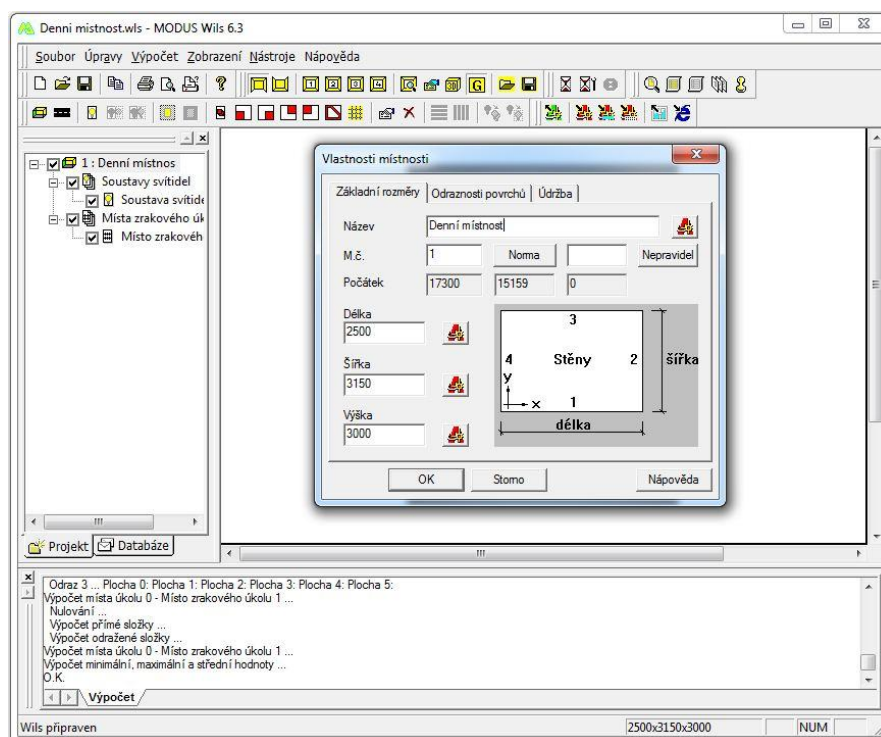 Denni mistnost.wls - MODUS Wils 6.3
Soubor Úpravy Výpočet Zobrazení Nástroje Nápověda
1 : Denní místnos
Soustavy svítidel
Soustava svítide
Místa zrakového úk
Místo zrakovéh
Projekt Databáze
Vlastnosti místnosti
Základní rozměry Odraznosti povrchů Údržba
Název Denní místnost
M.č. 1 Norma Nepravidel
Počátek 17300 15159 0
Délka
2500
Šířka
3150
Výška
3000
3
4 Stěny 2 šířka
y
x 1
délka
OK Storno Nápověda
Odraz 3 ... Plocha 0: Plocha 1: Plocha 2: Plocha 3: Plocha 4: Plocha 5:
Výpočet místa úkolu 0 - Místo zrakového úkolu 1 ...
Nulování ...
Výpočet přímé složky ...
Výpočet odražené složky ...
Výpočet místa úkolu 0 - Místo zrakového úkolu 1 ...
Výpočet minimální, maximální a střední hodnoty ...
O.K.
Výpočet
Wils připraven 2500x3150x3000 NUM